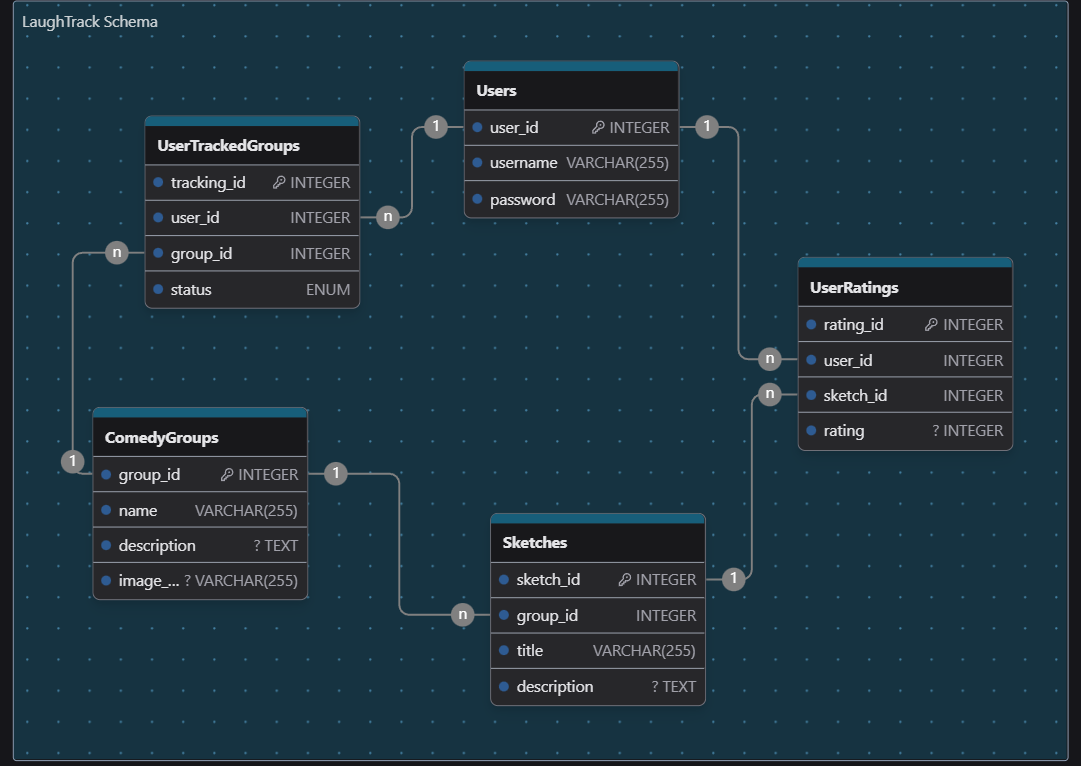 LaughTrack Schema
Users
user_id INTEGER
username VARCHAR(255)
password VARCHAR(255)
1
1
UserTrackedGroups
tracking_id INTEGER
user_id INTEGER
group_id INTEGER
status ENUM
n
n
UserRatings
rating_id INTEGER
user_id INTEGER
sketch_id INTEGER
rating ? INTEGER
n
n
ComedyGroups
group_id INTEGER
name VARCHAR(255)
description ? TEXT
image_... ? VARCHAR(255)
1
1
Sketches
sketch_id INTEGER
group_id INTEGER
title VARCHAR(255)
description ? TEXT
1
n